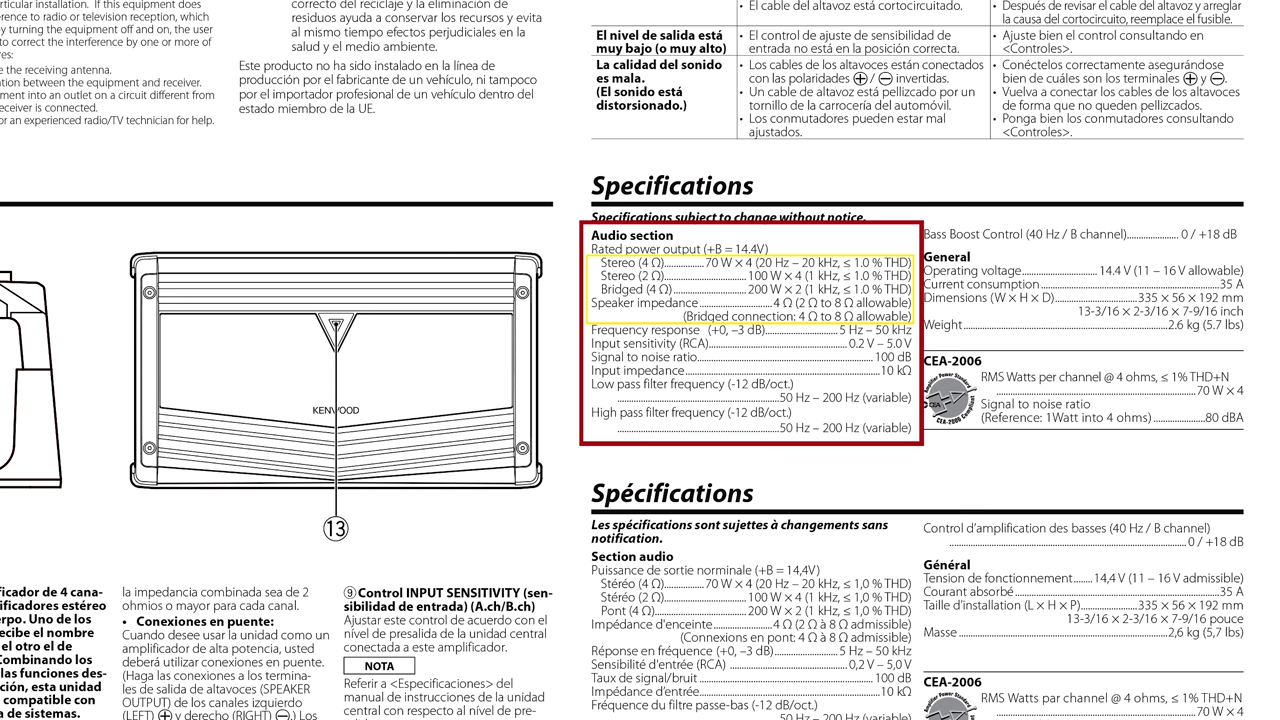 rticular installation. If this equipment does
erence to radio or television reception, which
y turning the equipment off and on, the user
to correct the interference by one or more of
res:
e the receiving antenna.
ation between the equipment and receiver.
ment into an outlet on a circuit different from
eceiver is connected.
or an experienced radio/TV technician for help.
correcto del reciclaje y la eliminación de
residuos ayuda a conservar los recursos y evita
al mismo tiempo efectos perjudiciales en la
salud y el medio ambiente.
Este producto no ha sido instalado en la línea de
producción por el fabricante de un vehículo, ni tampoco
por el importador profesional de un vehículo dentro del
estado miembro de la UE.
• El cable del altavoz está cortocircuitado.
• Después de revisar el cable del altavoz y arreglar
la causa del cortocircuito, reemplace el fusible.
El nivel de salida está
muy bajo (o muy alto)
• El control de ajuste de sensibilidad de
entrada no está en la posición correcta.
• Ajuste bien el control consultando en
<Controles>.
La calidad del sonido
es mala.
(El sonido está
distorsionado.)
• Los cables de los altavoces están conectados
con las polaridades ⊕ / ⊖ invertidas.
• Un cable de altavoz está pellizcado por un
tornillo de la carrocería del automóvil.
• Los conmutadores pueden estar mal
ajustados.
• Conéctelos correctamente asegurándose
bien de cuáles son los terminales ⊕ y ⊖.
• Vuelva a conectar los cables de los altavoces
de forma que no queden pellizcados.
• Ponga bien los conmutadores consultando
<Controles>.
Specifications
Specifications subject to change without notice.
Audio section
Rated power output (+B = 14.4V)
Stereo (4 Ω)................70 W × 4 (20 Hz – 20 kHz, ≤ 1.0 % THD)
Stereo (2 Ω)................100 W × 4 (1 kHz, ≤ 1.0 % THD)
Bridged (4 Ω)................200 W × 2 (1 kHz, ≤ 1.0 % THD)
Speaker impedance................4 Ω (2 Ω to 8 Ω allowable)
(Bridged connection: 4 Ω to 8 Ω allowable)
Frequency response (+0, –3 dB)................5 Hz – 50 kHz
Input sensitivity (RCA)................0.2 V – 5.0 V
Signal to noise ratio................100 dB
Input impedance................10 kΩ
Low pass filter frequency (-12 dB/oct.)
................50 Hz – 200 Hz (variable)
High pass filter frequency (-12 dB/oct.)
................50 Hz – 200 Hz (variable)
Bass Boost Control (40 Hz / B channel)................ 0 / +18 dB
General
Operating voltage................ 14.4 V (11 – 16 V allowable)
Current consumption................35 A
Dimensions (W × H × D)................335 × 56 × 192 mm
13-3/16 × 2-3/16 × 7-9/16 inch
Weight................2.6 kg (5.7 lbs)
CEA-2006
Amplifier Power Standard
CEA
CEA-2006 Compliant
RMS Watts per channel @ 4 ohms, ≤ 1% THD+N
................70 W × 4
Signal to noise ratio
(Reference: 1Watt into 4 ohms)................80 dBA
KENWOOD
13
Spécifications
Les spécifications sont sujettes à changements sans
notification.
Section audio
Puissance de sortie norminale (+B = 14,4V)
Stéréo (4 Ω)................70 W × 4 (20 Hz – 20 kHz, ≤ 1,0 % THD)
Stéréo (2 Ω)................100 W × 4 (1 kHz, ≤ 1,0 % THD)
Pont (4 Ω)................200 W × 2 (1 kHz, ≤ 1,0 % THD)
Impédance d'enceinte................4 Ω (2 Ω à 8 Ω admissible)
(Connexions en pont: 4 Ω à 8 Ω admissible)
Réponse en fréquence (+0, –3 dB)................5 Hz – 50 kHz
Sensibilité d'entrée (RCA)................0,2 V – 5,0 V
Taux de signal/bruit................100 dB
Impédance d'entrée................10 kΩ
Fréquence du filtre passe-bas (-12 dB/oct.)
50 Hz – 200 Hz (variable)
Control d'amplification des basses (40 Hz / B channel)
................ 0 / +18 dB
Général
Tension de fonctionnement........ 14,4 V (11 – 16 V admissible)
Courant absorbé................35 A
Taille d'installation (L × H × P)................335 × 56 × 192 mm
13-3/16 × 2-3/16 × 7-9/16 pouce
Masse................2,6 kg (5,7 lbs)
CEA-2006
RMS Watts par channel @ 4 ohms, ≤ 1% THD+N
70 W × 4
ficador de 4 cana-
ificadores estéreo
erpo. Uno de los
ecibe el nombre
el otro el de
Combinando los
las funciones des-
ción, esta unidad
compatible con
a de sistemas.
la impedancia combinada sea de 2
ohmios o mayor para cada canal.
• Conexiones en puente:
Cuando desee usar la unidad como un
amplificador de alta potencia, usted
deberá utilizar conexiones en puente.
(Haga las conexiones a los termina-
les de salida de altavoces (SPEAKER
OUTPUT) de los canales izquierdo
(LEFT) ⊕ y derecho (RIGHT) ⊖.) Los
⑨ Control INPUT SENSITIVITY (sen-
sibilidad de entrada) (A.ch/B.ch)
Ajustar este control de acuerdo con el
nível de presalida de la unidad central
conectada a este amplificador.
NOTA
Referir a <Especificaciones> del
manual de instrucciones de la unidad
central con respecto al nível de pre-